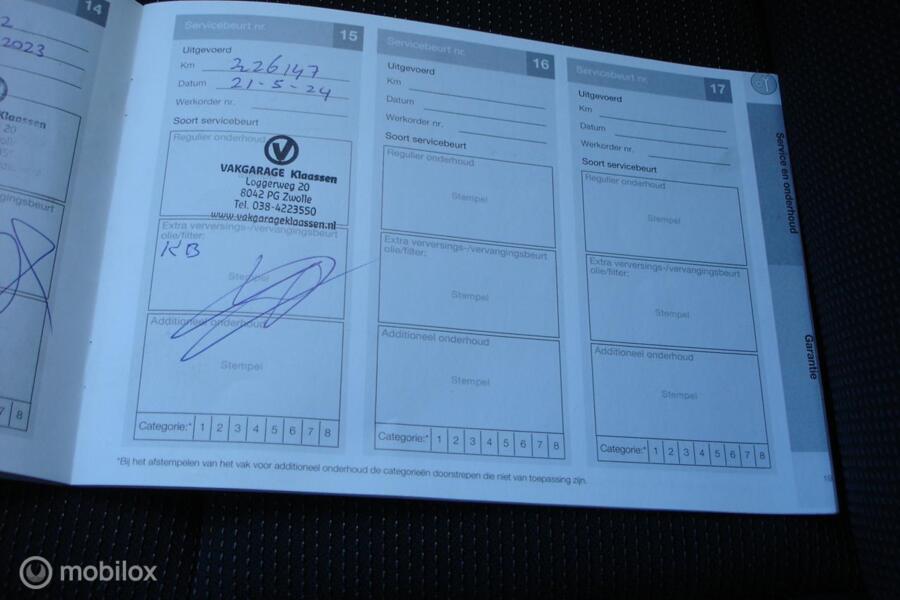 14
2
2023
Klaassen
20
Zwolle
vangingsbeurt
7 8
Servicebeurt nr. 15
Uitgevoerd
Km 226147
Datum 21-5-24
Werkorder nr.
Soort servicebeurt
Regulier onderhoud
V
VAKGARAGE Klaassen
Loggerweg 20
8042 PG Zwolle
Tel. 038-4223550
www.vakgarageklaassen.nl
Extra verversings-/vervangingsbeurt
olie/filter:
KB
Stempel
Additioneel onderhoud
Stempel
Categorie:* 1 2 3 4 5 6 7 8
Servicebeurt nr. 16
Uitgevoerd
Km
Datum
Werkorder nr.
Soort servicebeurt
Regulier onderhoud
Stempel
Extra verversings-/vervangingsbeurt
olie/filter:
Stempel
Additioneel onderhoud
Stempel
Categorie:* 1 2 3 4 5 6 7 8
Servicebeurt nr. 17
Uitgevoerd
Km
Datum
Werkorder nr.
Soort servicebeurt
Regulier onderhoud
Stempel
Extra verversings-/vervangingsbeurt
olie/filter:
Stempel
Additioneel onderhoud
Stempel
Categorie:* 1 2 3 4 5 6 7 8
*Bij het afstempelen van het vak voor additioneel onderhoud de categorieën doorstrepen die niet van toepassing zijn.
Service en onderhoud
Garantie
mobilox